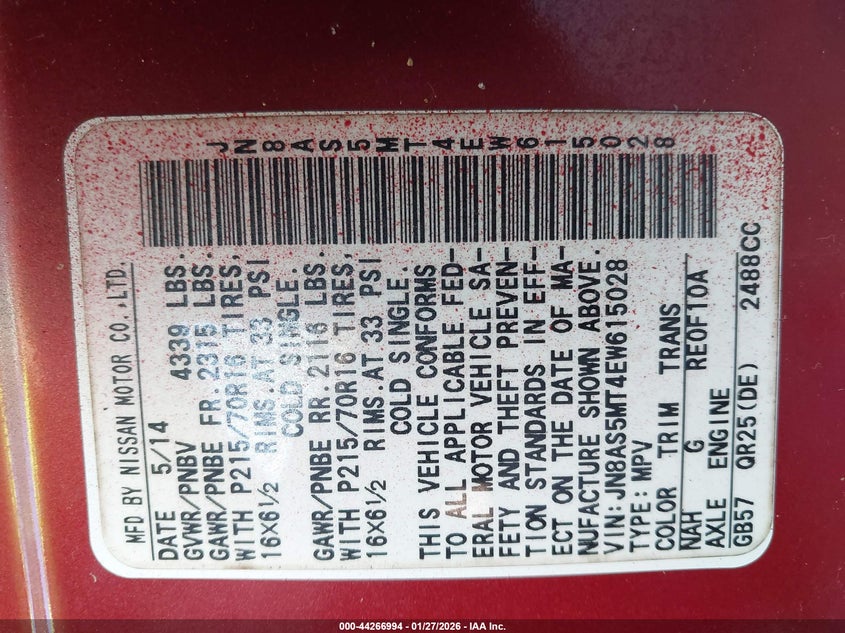 JN8AS5MT4EW615028
MFD BY NISSAN MOTOR CO.,LTD.
DATE 5/14
GVWR/PNBV 4339 LBS.
GAWR/PNBE FR.2315 LBS.
WITH P215/70R16 TIRES,
16X6½ RIMS.AT 33 PSI
COLD SINGLE.
GAWR/PNBE RR.2116 LBS.
WITH P215/70R16 TIRES,
16X6½ RIMS.AT 33 PSI
COLD SINGLE.
THIS VEHICLE CONFORMS
TO ALL APPLICABLE FED-
ERAL MOTOR VEHICLE SA-
FETY AND THEFT PREVEN-
TION STANDARDS IN EFF-
ECT ON THE DATE OF MA-
NUFACTURE SHOWN ABOVE.
VIN:JN8AS5MT4EW615028
TYPE:MPV
COLOR TRIM TRANS
NAH G RE0F10A
AXLE ENGINE
GB57 QR25(DE) 2488CC
000-44266994 | 01/27/2026 - IAA Inc.